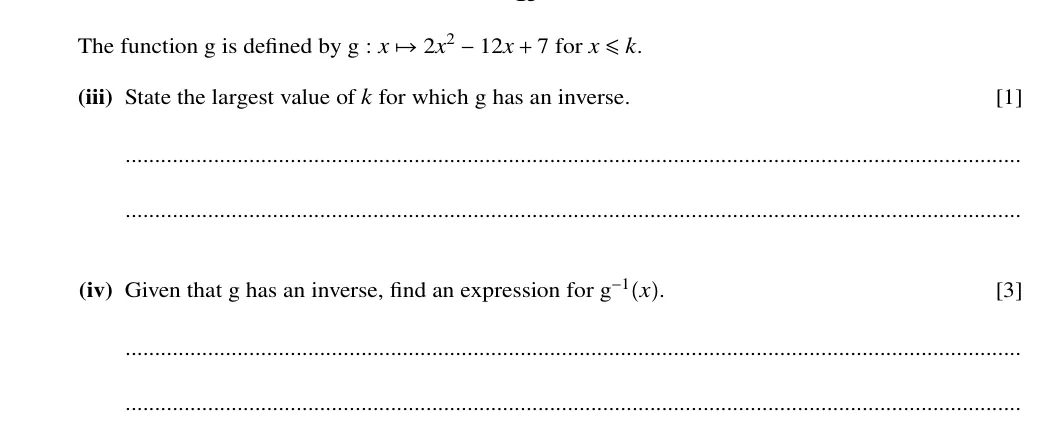 The function g is defined by g : x ↦ 2x² − 12x + 7 for x ⩽ k.
(iii) State the largest value of k for which g has an inverse. [1]
(iv) Given that g has an inverse, find an expression for g⁻¹(x). [3]